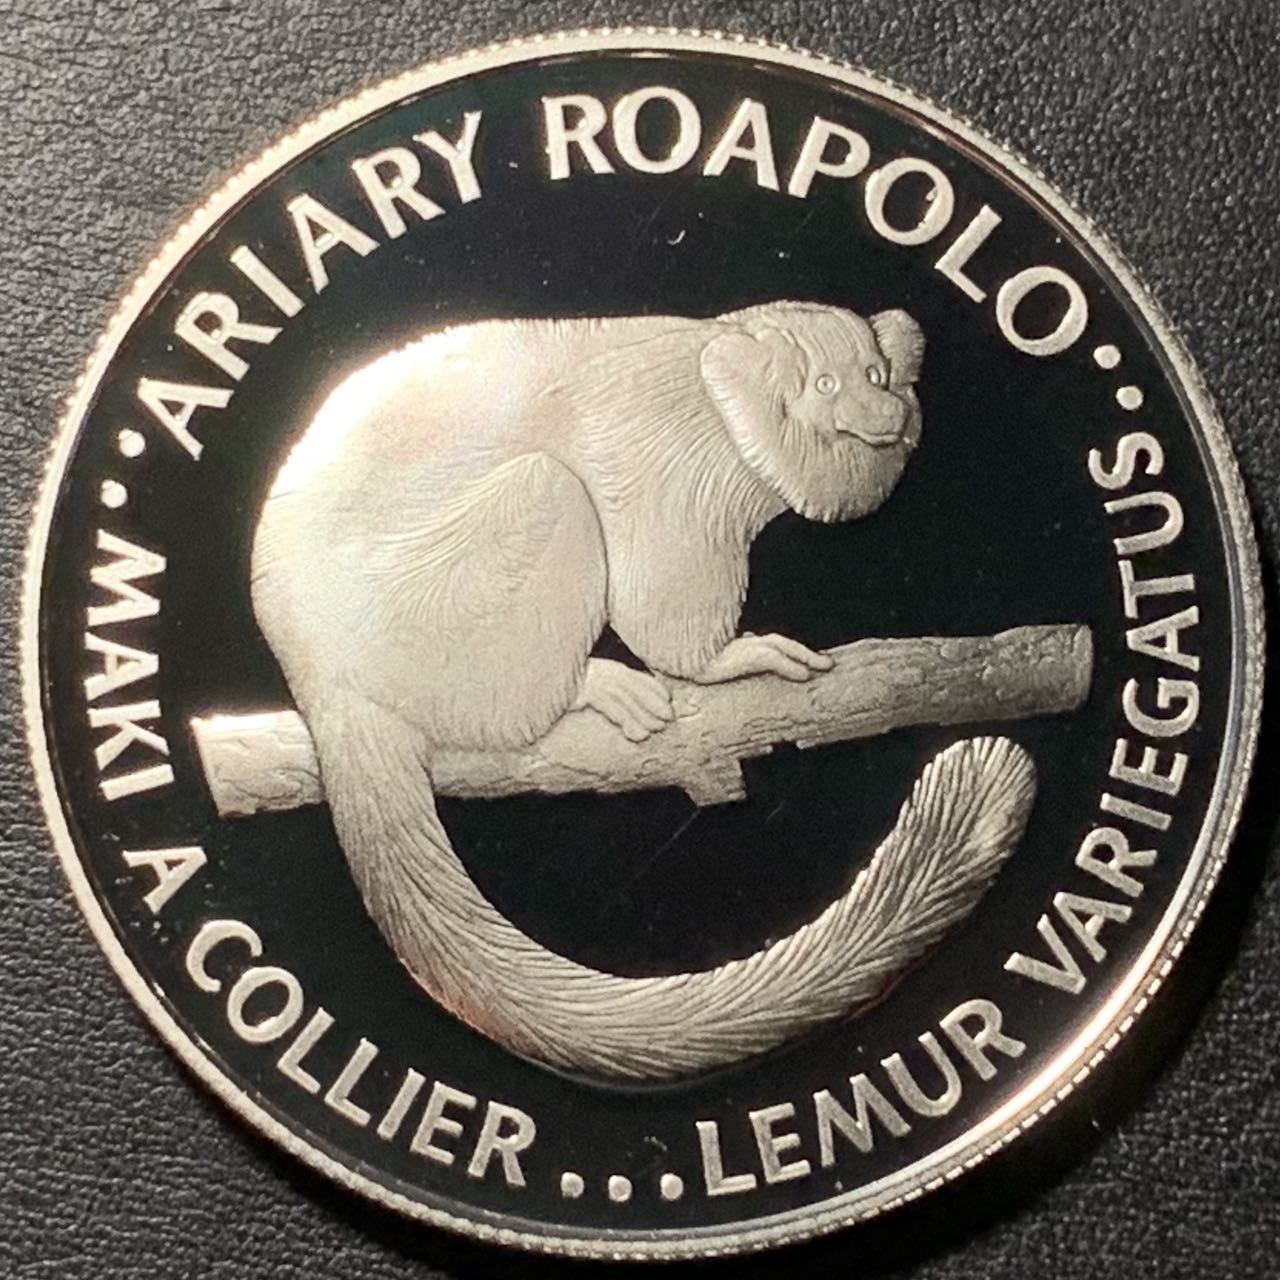 · ARIARY ROAPOLO ·
··MAKI A COLLIER...LEMUR VARIEGATUS··